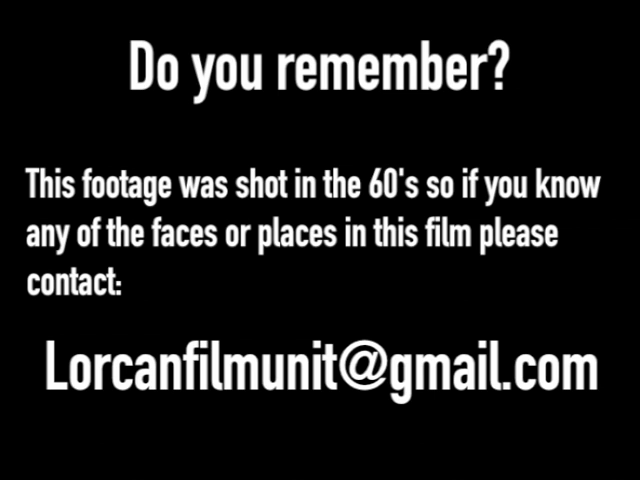 Do you remember?
This footage was shot in the 60's so if you know
any of the faces or places in this film please
contact:
Lorcanfilmunit@gmail.com